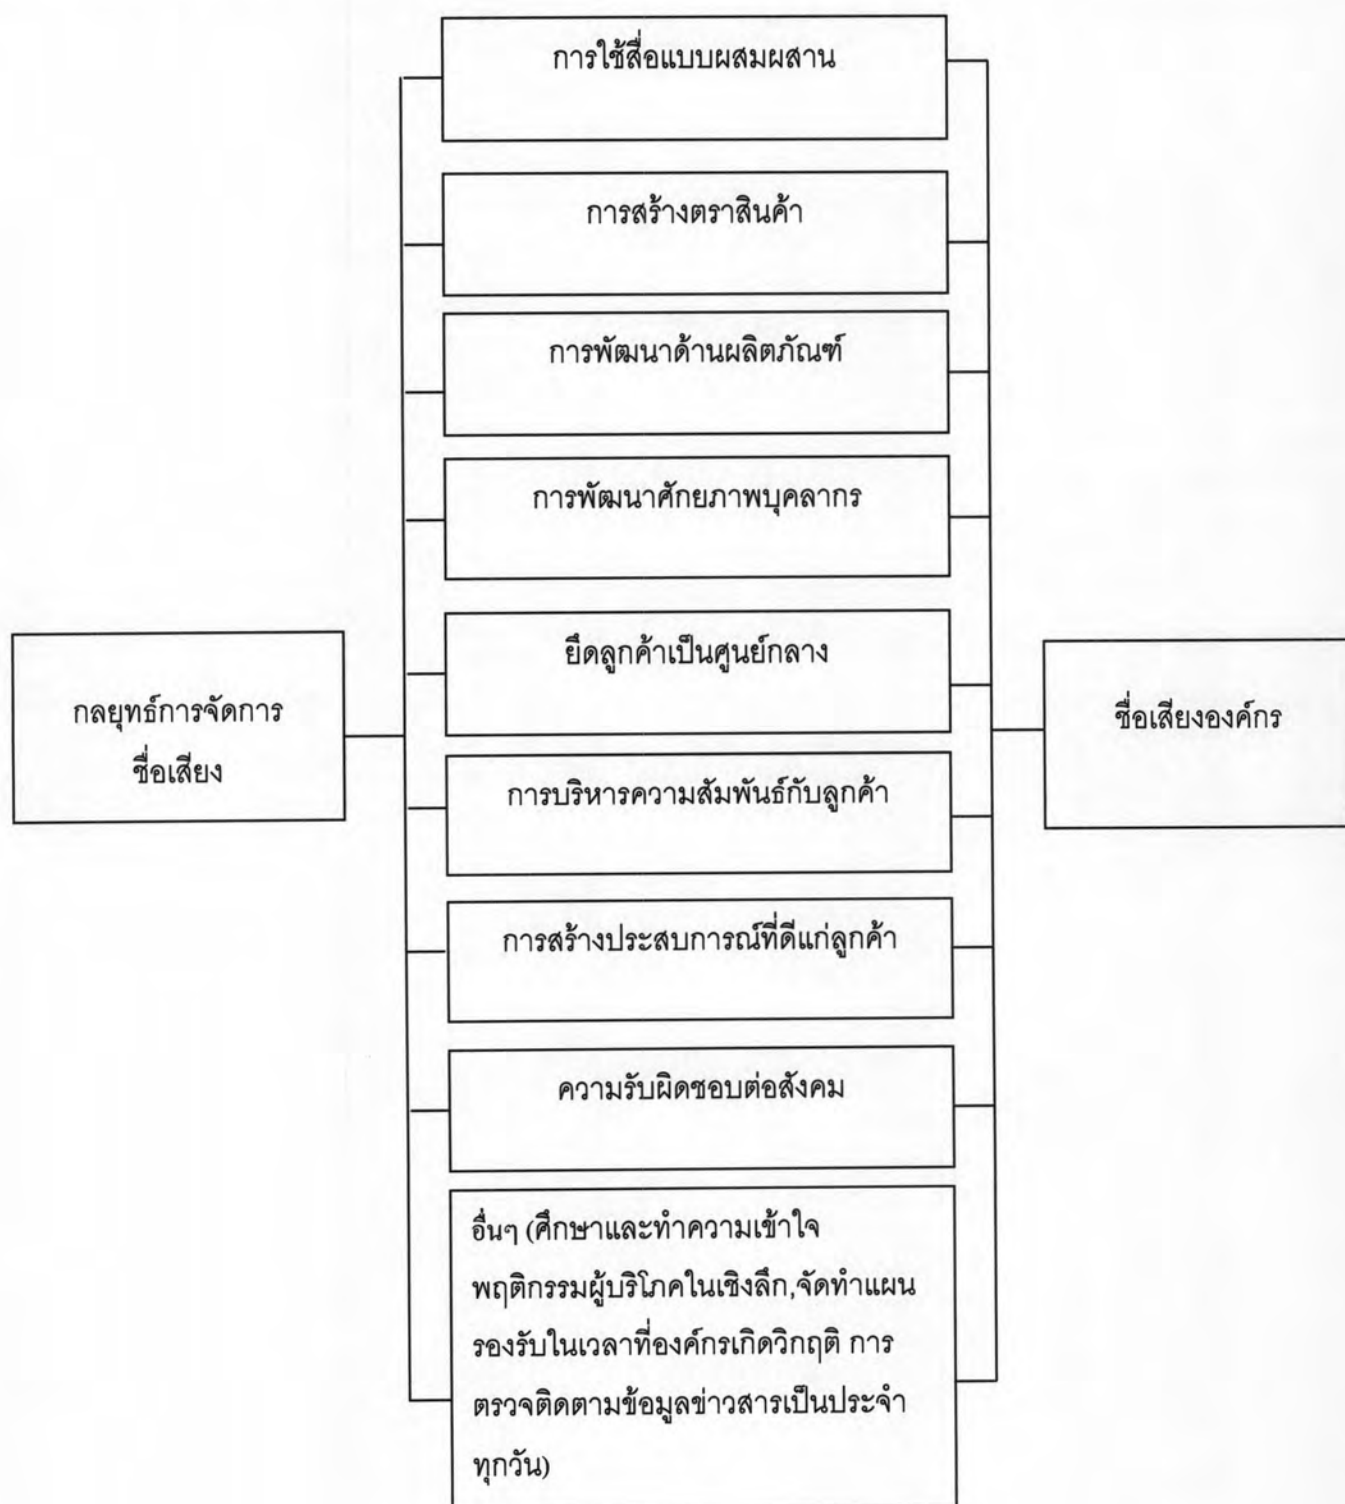 การใช้สื่อแบบผสมผสาน
การสร้างตราสินค้า
การพัฒนาด้านผลิตภัณฑ์
การพัฒนาศักยภาพบุคลากร
ยึดลูกค้าเป็นศูนย์กลาง
กลยุทธ์การจัดการ
ชื่อเสียง
ชื่อเสียงองค์กร
การบริหารความสัมพันธ์กับลูกค้า
การสร้างประสบการณ์ที่ดีแก่ลูกค้า
ความรับผิดชอบต่อสังคม
อื่นๆ (ศึกษาและทำความเข้าใจ
พฤติกรรมผู้บริโภคในเชิงลึก,จัดทำแผน
รองรับในเวลาที่องค์กรเกิดวิกฤติ การ
ตรวจติดตามข้อมูลข่าวสารเป็นประจำ
ทุกวัน)